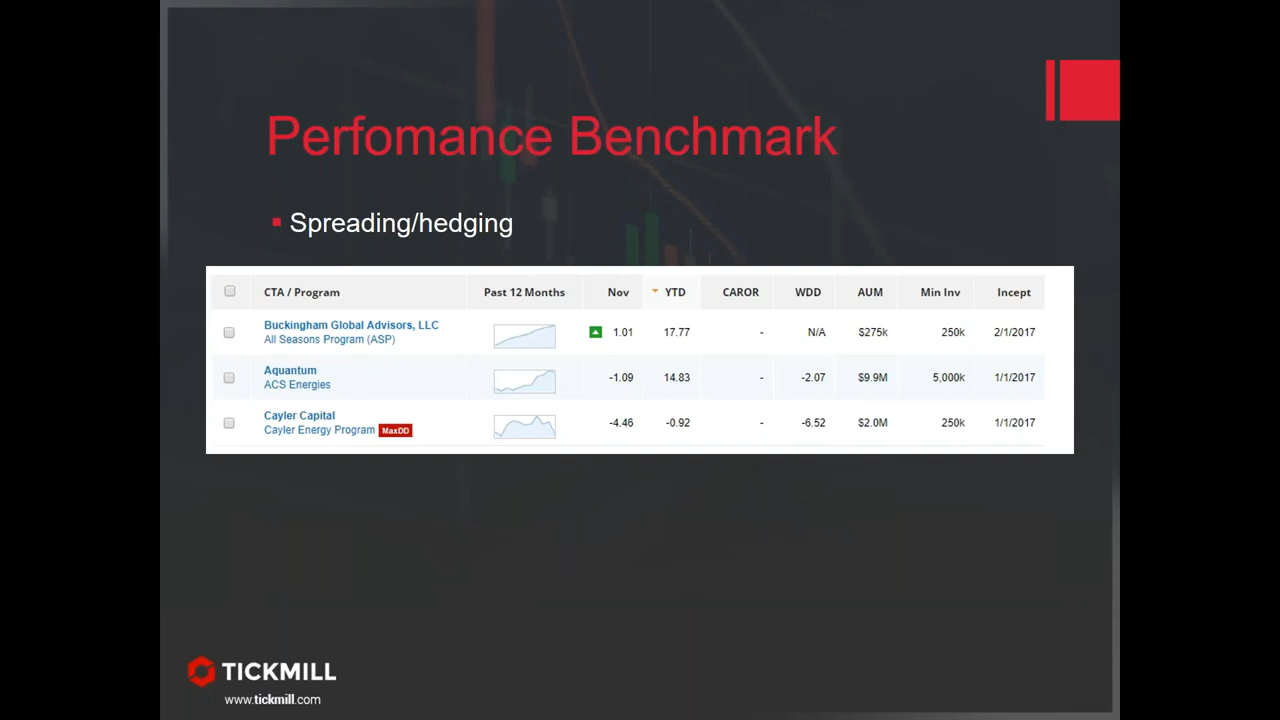 Perfomance Benchmark
Spreading/hedging
CTA / Program Past 12 Months Nov YTD CAROR WDD AUM Min Inv Incept
Buckingham Global Advisors, LLC
All Seasons Program (ASP) 1.01 17.77 - N/A $275k 250k 2/1/2017
Aquantum
ACS Energies -1.09 14.83 - -2.07 $9.9M 5,000k 1/1/2017
Cayler Capital
Cayler Energy Program MaxDD -4.46 -0.92 - -6.52 $2.0M 250k 1/1/2017
TICKMILL
www.tickmill.com